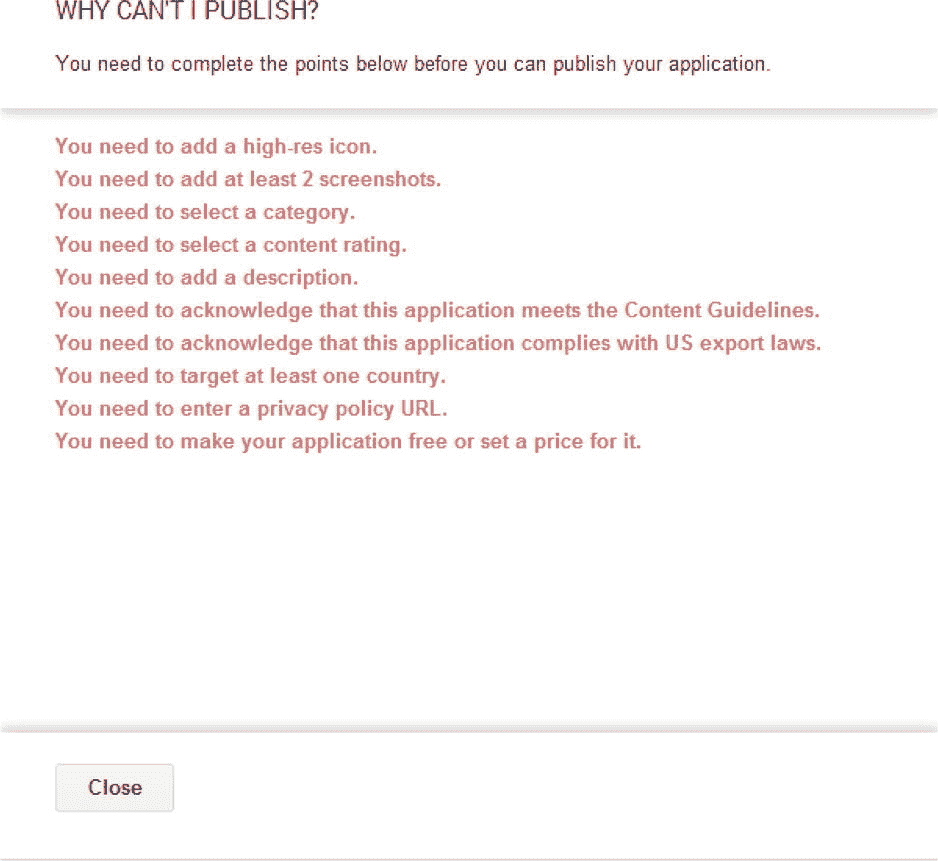 WHY CAN'T I PUBLISH?
You need to complete the points below before you can publish your application.
You need to add a high-res icon.
You need to add at least 2 screenshots.
You need to select a category.
You need to select a content rating.
You need to add a description.
You need to acknowledge that this application meets the Content Guidelines.
You need to acknowledge that this application complies with US export laws.
You need to target at least one country.
You need to enter a privacy policy URL.
You need to make your application free or set a price for it.
Close